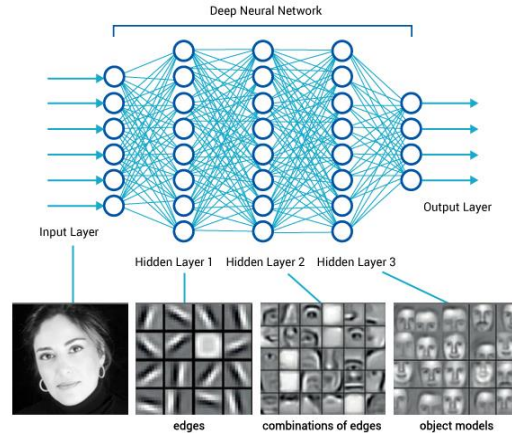 Deep Neural Network
Input Layer
Output Layer
Hidden Layer 1
Hidden Layer 2
Hidden Layer 3
edges
combinations of edges
object models